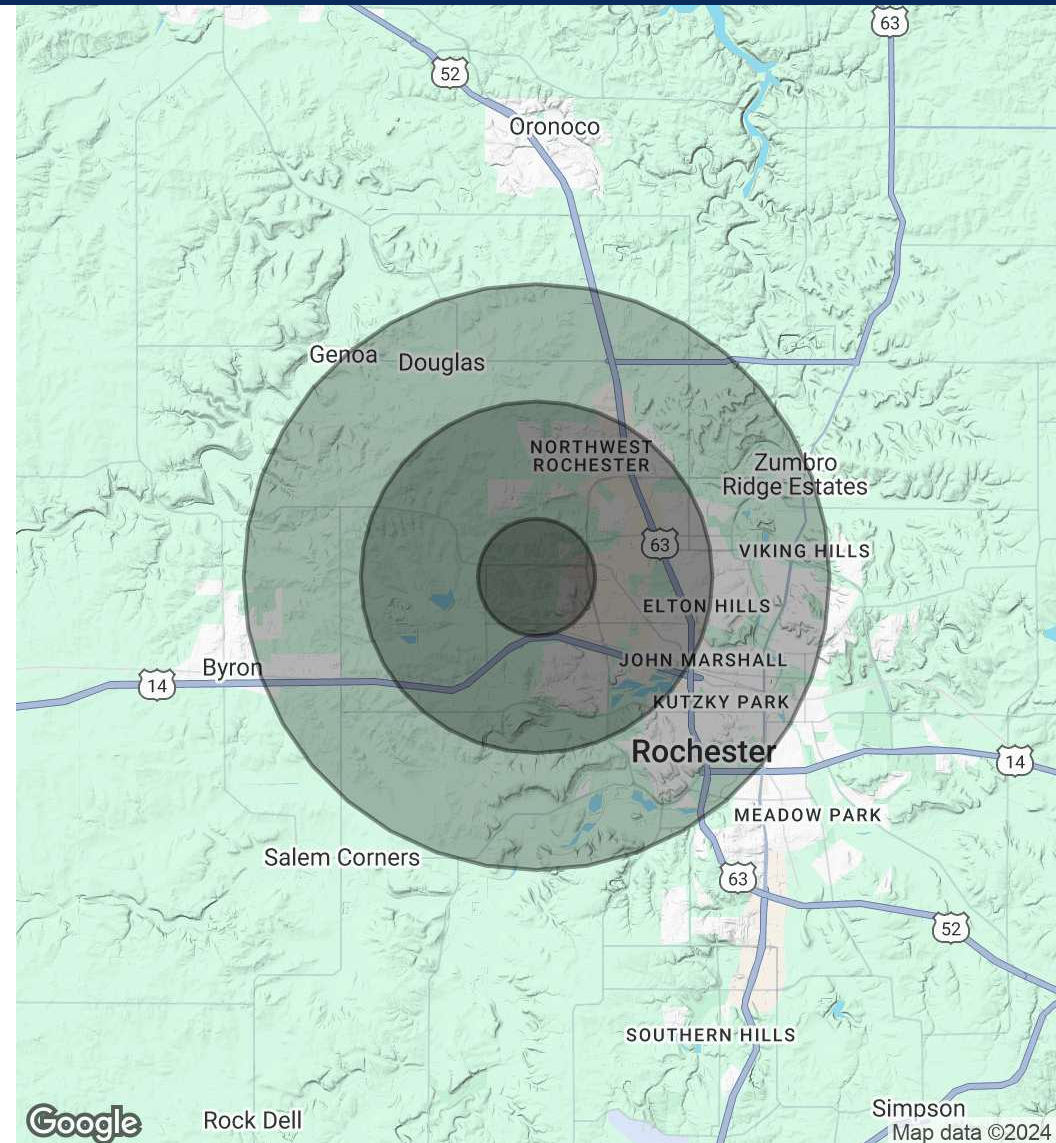 63
52
Oronoco
Genoa
Douglas
NORTHWEST
ROCHESTER
Zumbro
Ridge Estates
63
VIKING HILLS
ELTON HILLS
JOHN MARSHALL
Byron
14
KUTZKY PARK
Rochester
14
MEADOW PARK
Salem Corners
63
52
SOUTHERN HILLS
Simpson
Rock Dell
Google
Map data ©2024